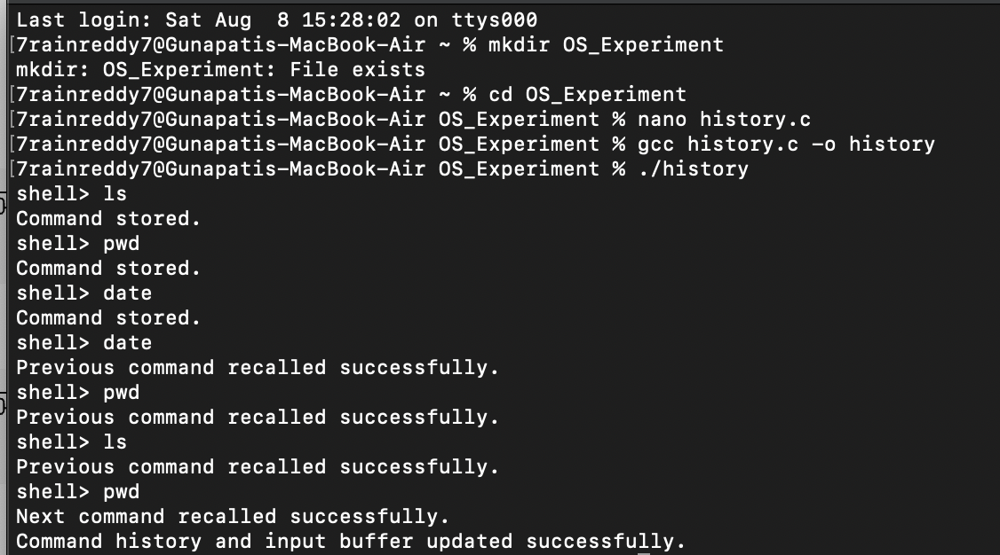 Last login: Sat Aug  8 15:28:02 on ttys000
[7rainreddy7@Gunapatis-MacBook-Air ~ % mkdir OS_Experiment
mkdir: OS_Experiment: File exists
[7rainreddy7@Gunapatis-MacBook-Air ~ % cd OS_Experiment
[7rainreddy7@Gunapatis-MacBook-Air OS_Experiment % nano history.c
[7rainreddy7@Gunapatis-MacBook-Air OS_Experiment % gcc history.c -o history
[7rainreddy7@Gunapatis-MacBook-Air OS_Experiment % ./history
shell> ls
Command stored.
shell> pwd
Command stored.
shell> date
Command stored.
shell> date
Previous command recalled successfully.
shell> pwd
Previous command recalled successfully.
shell> ls
Previous command recalled successfully.
shell> pwd
Next command recalled successfully.
Command history and input buffer updated successfully.